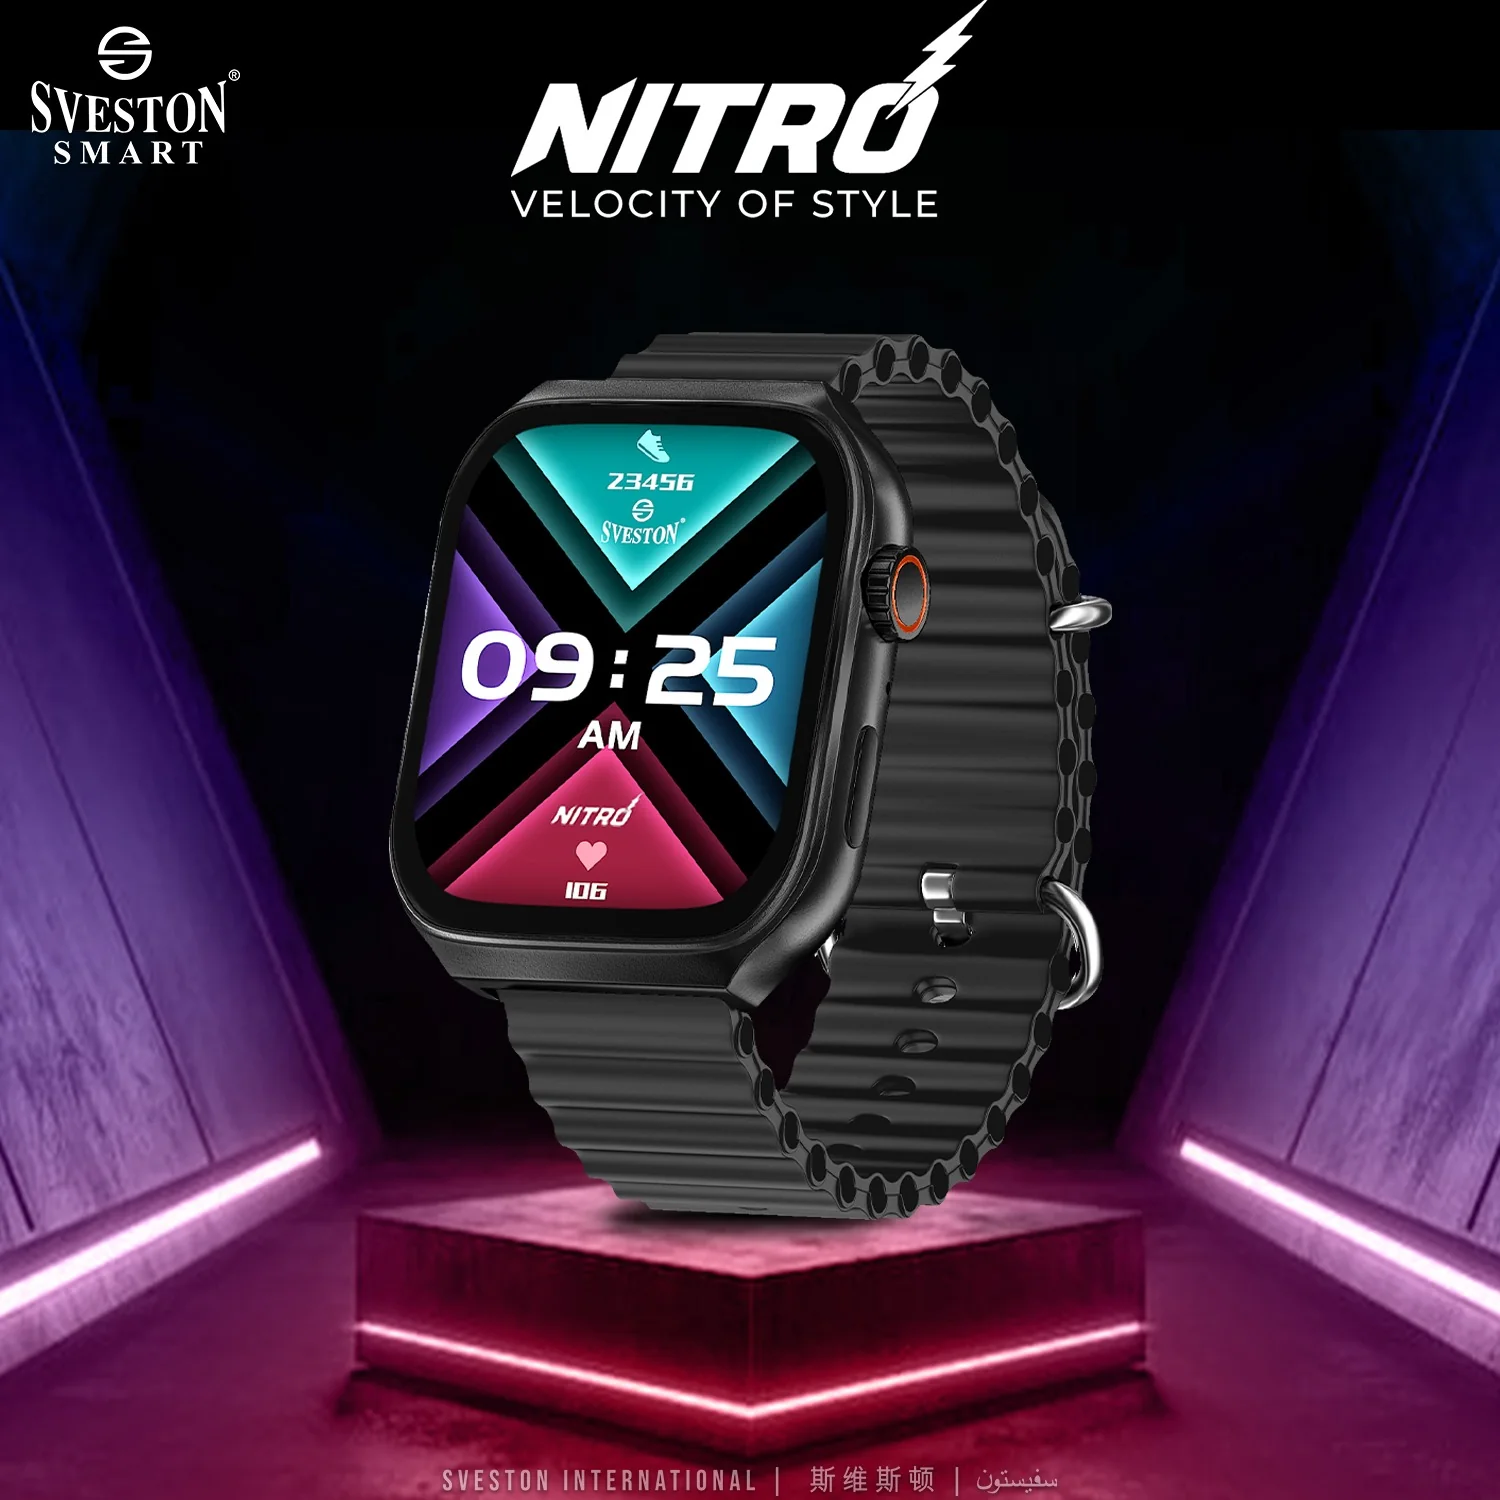 SVESTON®
SMART
NITRO
VELOCITY OF STYLE
23456
SVESTON®
09:25
AM
NITRO
106
SVESTON INTERNATIONAL | 斯维斯顿 | سفيستون